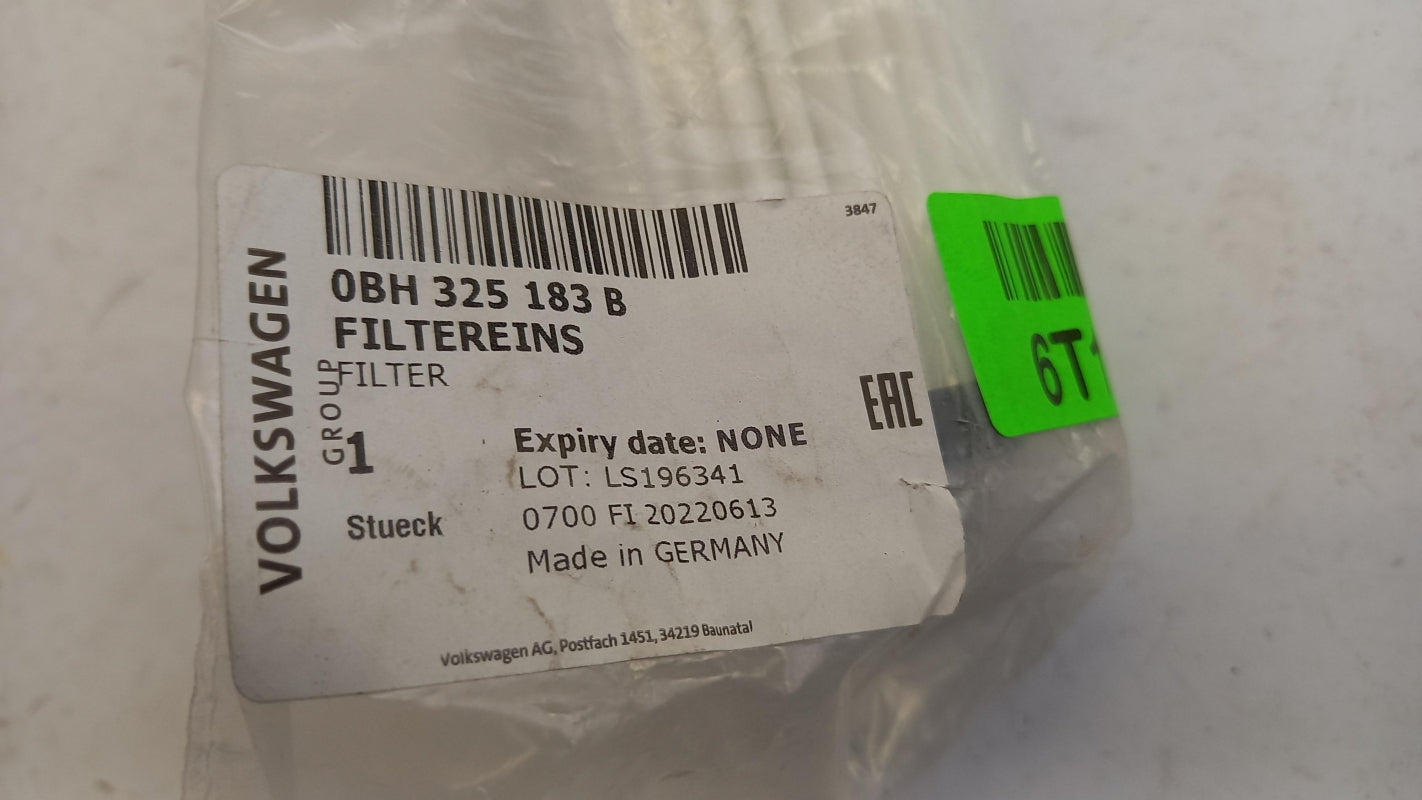 3847
VOLKSWAGEN
GROUP
0BH 325 183 B
FILTEREINS
FILTER
1
Stueck
Expiry date: NONE
LOT: LS196341
0700 FI 20220613
Made in GERMANY
EAC
Volkswagen AG, Postfach 1451, 34219 Baunatal